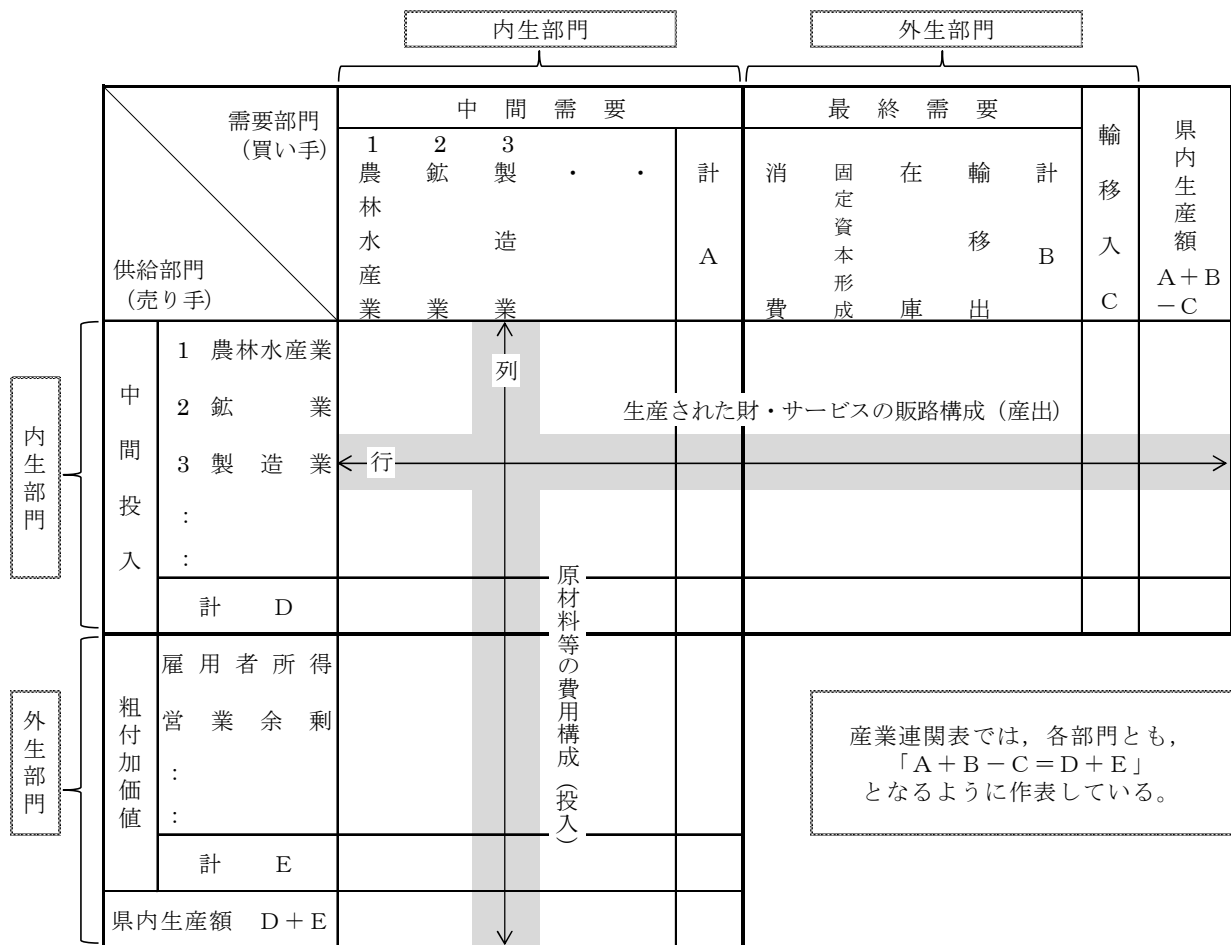 内生部門
外生部門
需要部門
(買い手)
供給部門
(売り手)
中間需要
1 農林水産業
2 鉱業
3 製造業
・
・
計 A
最終需要
消費
固定資本形成
在庫
輸移出
計 B
輸移入 C
県内生産額
A+B
-C
内生部門
中間投入
1 農林水産業
2 鉱業
3 製造業
:
:
計 D
列
行
生産された財・サービスの販路構成(産出)
原材料等の費用構成(投入)
外生部門
粗付加価値
雇用者所得
営業余剰
:
:
計 E
県内生産額 D+E
産業連関表では，各部門とも，
「A+B-C=D+E」
となるように作表している。